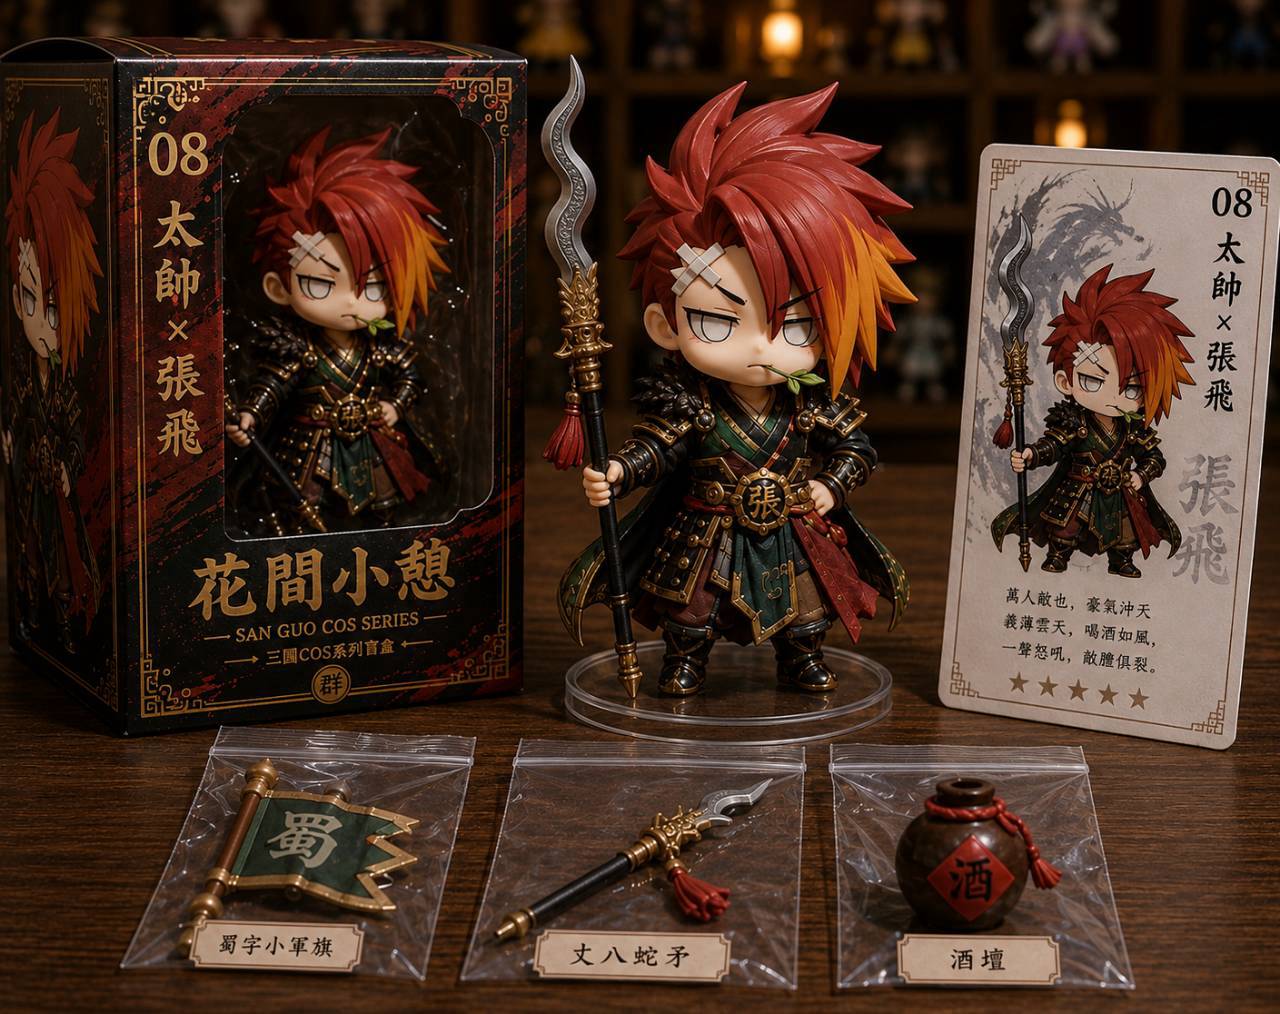 08
太帥×張飛
花間小憩
SAN GUO COS SERIES
三國COS系列盲盒
群
張
08
太帥×張飛
張飛
萬人敵也，豪氣沖天
義薄雲天，喝酒如風，
一聲怒吼，敵膽俱裂。
蜀
蜀字小軍旗
丈八蛇矛
酒
酒壇